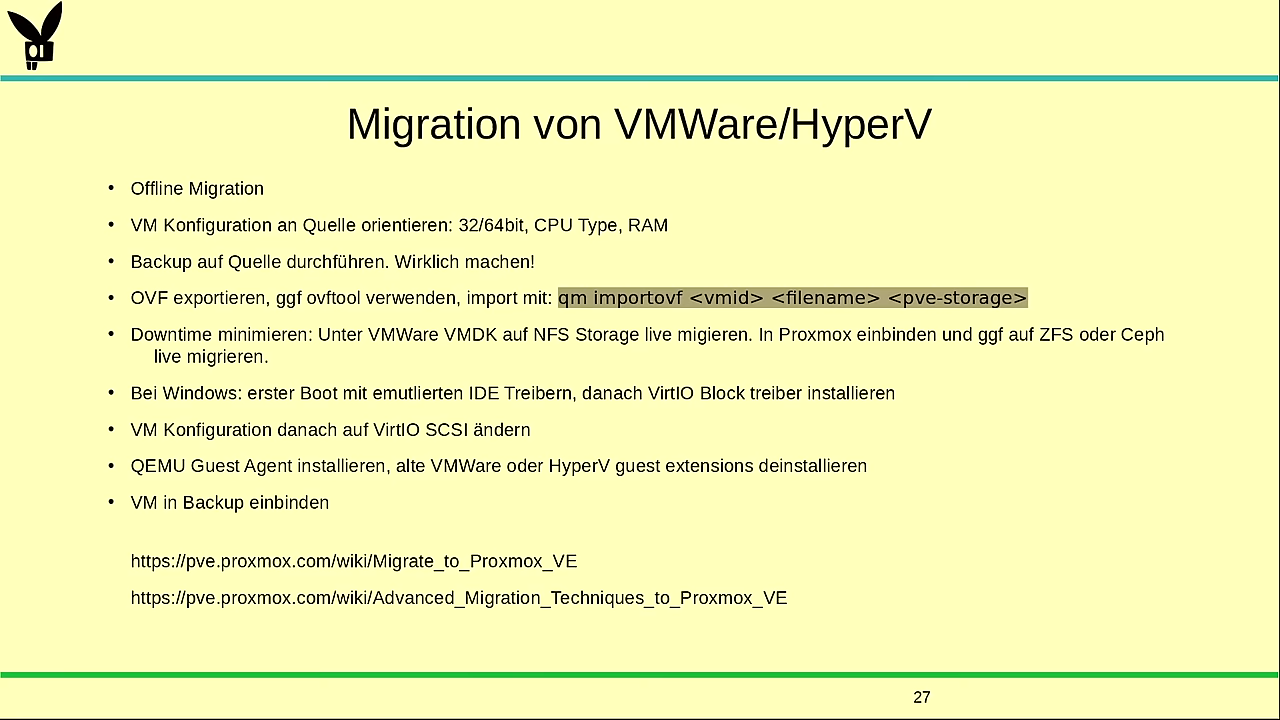 Migration von VMWare/HyperV
• Offline Migration
• VM Konfiguration an Quelle orientieren: 32/64bit, CPU Type, RAM
• Backup auf Quelle durchführen. Wirklich machen!
• OVF exportieren, ggf ovftool verwenden, import mit: qm importovf <vmid> <filename> <pve-storage>
• Downtime minimieren: Unter VMWare VMDK auf NFS Storage live migieren. In Proxmox einbinden und ggf auf ZFS oder Ceph
live migrieren.
• Bei Windows: erster Boot mit emutlierten IDE Treibern, danach VirtIO Block treiber installieren
• VM Konfiguration danach auf VirtIO SCSI ändern
• QEMU Guest Agent installieren, alte VMWare oder HyperV guest extensions deinstallieren
• VM in Backup einbinden
https://pve.proxmox.com/wiki/Migrate_to_Proxmox_VE
https://pve.proxmox.com/wiki/Advanced_Migration_Techniques_to_Proxmox_VE
27